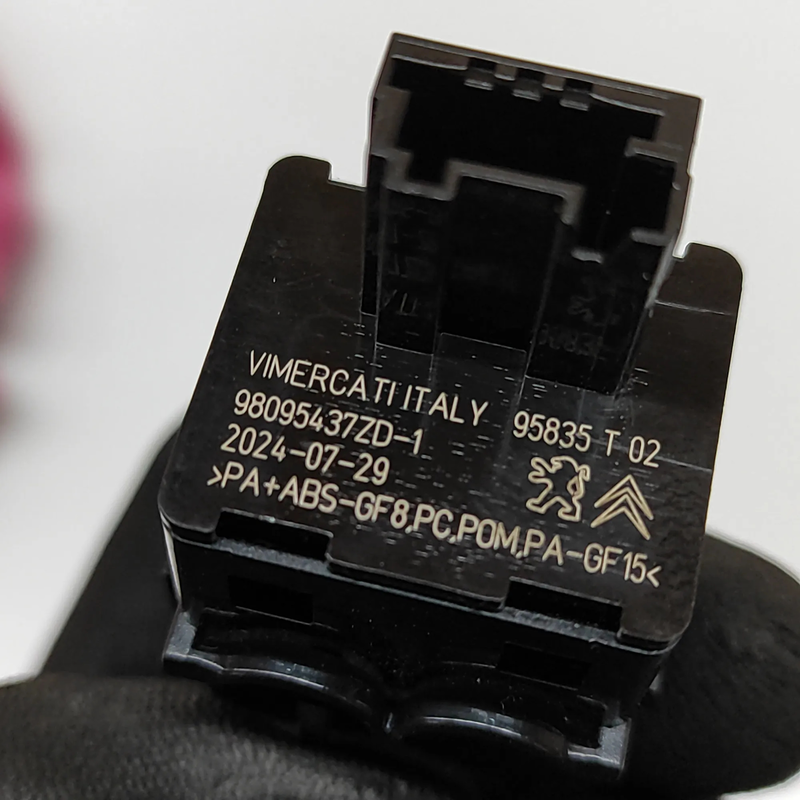 VIMERCATI ITALY 95835 T 02
98095437ZD-1
2024-07-29
>PA+ABS-GF8,PC,POM,PA-GF15<